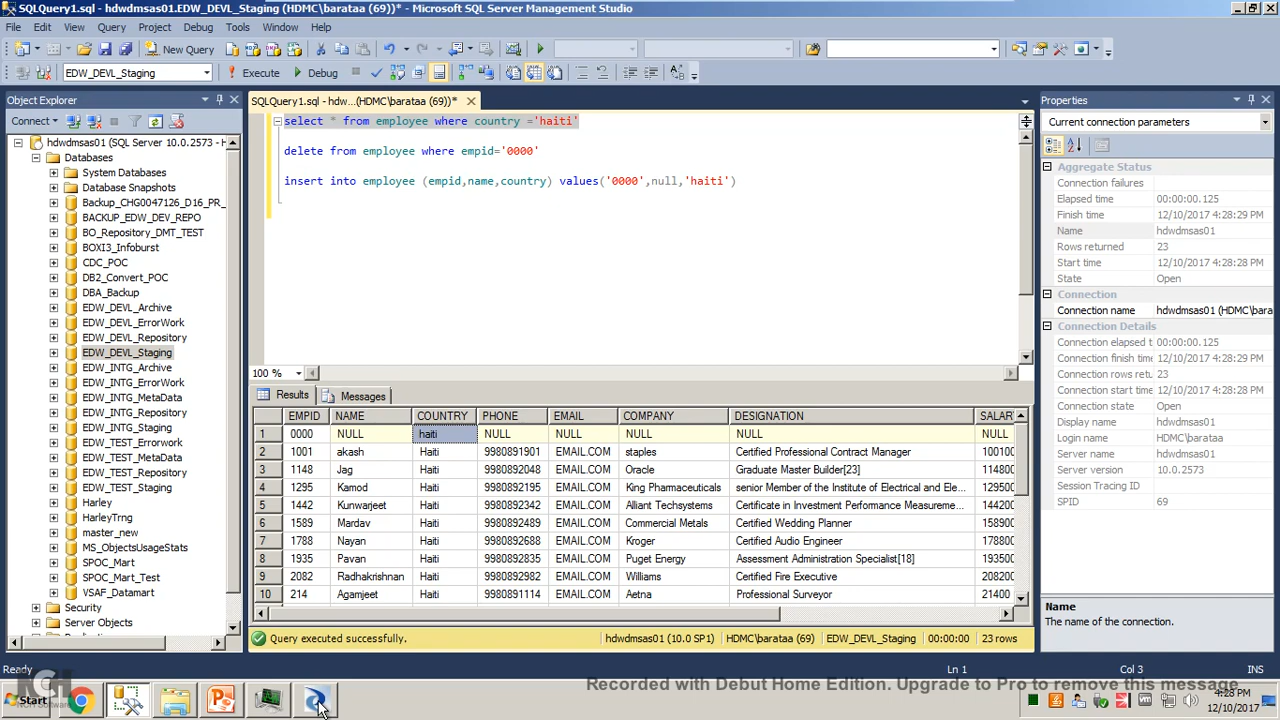 SQLQuery1.sql - hdwdmsas01.EDW_DEVL_Staging (HDMC\barataa (69))* - Microsoft SQL Server Management Studio
File Edit View Query Project Debug Tools Window Help
New Query
EDW_DEVL_Staging Execute Debug
Object Explorer
Connect
hdwdmsas01 (SQL Server 10.0.2573 - H
Databases
System Databases
Database Snapshots
Backup_CHG0047126_D16_PR_
BACKUP_EDW_DEV_REPO
BO_Repository_DMT_TEST
BOXI3_Infoburst
CDC_POC
DB2_Convert_POC
DBA_Backup
EDW_DEVL_Archive
EDW_DEVL_ErrorWork
EDW_DEVL_Repository
EDW_DEVL_Staging
EDW_INTG_Archive
EDW_INTG_ErrorWork
EDW_INTG_MetaData
EDW_INTG_Repository
EDW_INTG_Staging
EDW_TEST_Errorwork
EDW_TEST_MetaData
EDW_TEST_Repository
EDW_TEST_Staging
Harley
HarleyTrng
master_new
MS_ObjectsUsageStats
SPOC_Mart
SPOC_Mart_Test
VSAF_Datamart
Security
Server Objects
SQLQuery1.sql - hdw...(HDMC\barataa (69))*
select * from employee where country ='haiti'
delete from employee where empid='0000'
insert into employee (empid,name,country) values('0000',null,'haiti')
100 %
Results Messages
EMPID NAME COUNTRY PHONE EMAIL COMPANY DESIGNATION SALARY
1 0000 NULL haiti NULL NULL NULL NULL NULL
2 1001 akash Haiti 9980891901 EMAIL.COM staples Certified Professional Contract Manager 100100
3 1148 Jag Haiti 9980892048 EMAIL.COM Oracle Graduate Master Builder[23] 114800
4 1295 Kamod Haiti 9980892195 EMAIL.COM King Pharmaceuticals senior Member of the Institute of Electrical and Ele... 129500
5 1442 Kunwarjeet Haiti 9980892342 EMAIL.COM Alliant Techsystems Certificate in Investment Performance Measureme... 144200
6 1589 Mardav Haiti 9980892489 EMAIL.COM Commercial Metals Certified Wedding Planner 158900
7 1788 Nayan Haiti 9980892688 EMAIL.COM Kroger Certified Audio Engineer 178800
8 1935 Pavan Haiti 9980892835 EMAIL.COM Puget Energy Assessment Administration Specialist[18] 193500
9 2082 Radhakrishnan Haiti 9980892982 EMAIL.COM Williams Certified Fire Executive 208200
10 214 Agamjeet Haiti 9980891114 EMAIL.COM Aetna Professional Surveyor 21400
Query executed successfully. hdwdmsas01 (10.0 SP1) HDMC\barataa (69) EDW_DEVL_Staging 00:00:00 23 rows
Properties
Current connection parameters
Aggregate Status
Connection failures
Elapsed time 00:00:00.125
Finish time 12/10/2017 4:28:29 PM
Name hdwdmsas01
Rows returned 23
Start time 12/10/2017 4:28:28 PM
State Open
Connection
Connection name hdwdmsas01 (HDMC\bara
Connection Details
Connection elapsed t 00:00:00.125
Connection finish time 12/10/2017 4:28:29 PM
Connection rows retu 23
Connection start time 12/10/2017 4:28:28 PM
Connection state Open
Display name hdwdmsas01
Login name HDMC\barataa
Server name hdwdmsas01
Server version 10.0.2573
Session Tracing ID
SPID 69
Name
The name of the connection.
Ready Ln 1 Col 3 INS
Recorded with Debut Home Edition. Upgrade to Pro to remove this message
NCH
Start
4:28 PM
12/10/2017